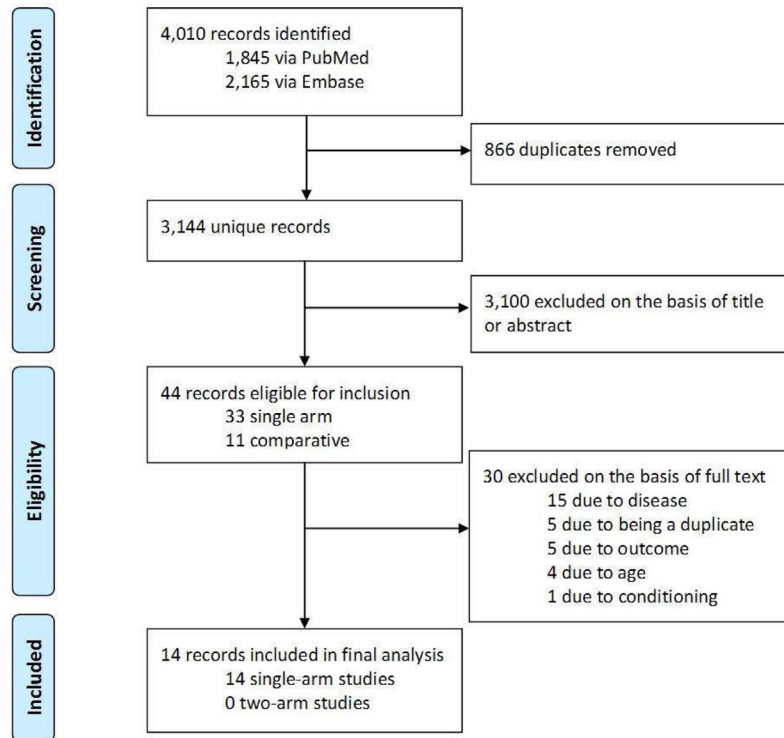 Identification
4,010 records identified
1,845 via PubMed
2,165 via Embase
866 duplicates removed
Screening
3,144 unique records
3,100 excluded on the basis of title
or abstract
Eligibility
44 records eligible for inclusion
33 single arm
11 comparative
30 excluded on the basis of full text
15 due to disease
5 due to being a duplicate
5 due to outcome
4 due to age
1 due to conditioning
Included
14 records included in final analysis
14 single-arm studies
0 two-arm studies